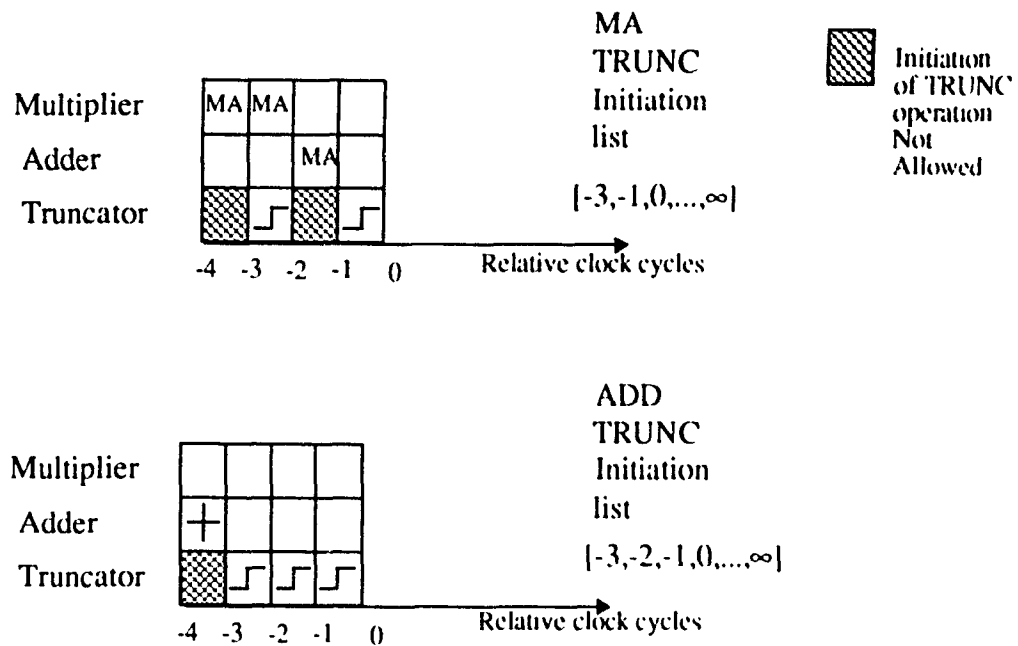 MA
TRUNC
Initiation
list
[-3,-1,0,...,∞]
Initiation
of TRUNC
operation
Not
Allowed
Multiplier
MA MA
Adder
MA
Truncator
-4 -3 -2 -1 0
Relative clock cycles
ADD
TRUNC
Initiation
list
[-3,-2,-1,0,...,∞]
Multiplier
Adder
+
Truncator
-4 -3 -2 -1 0
Relative clock cycles